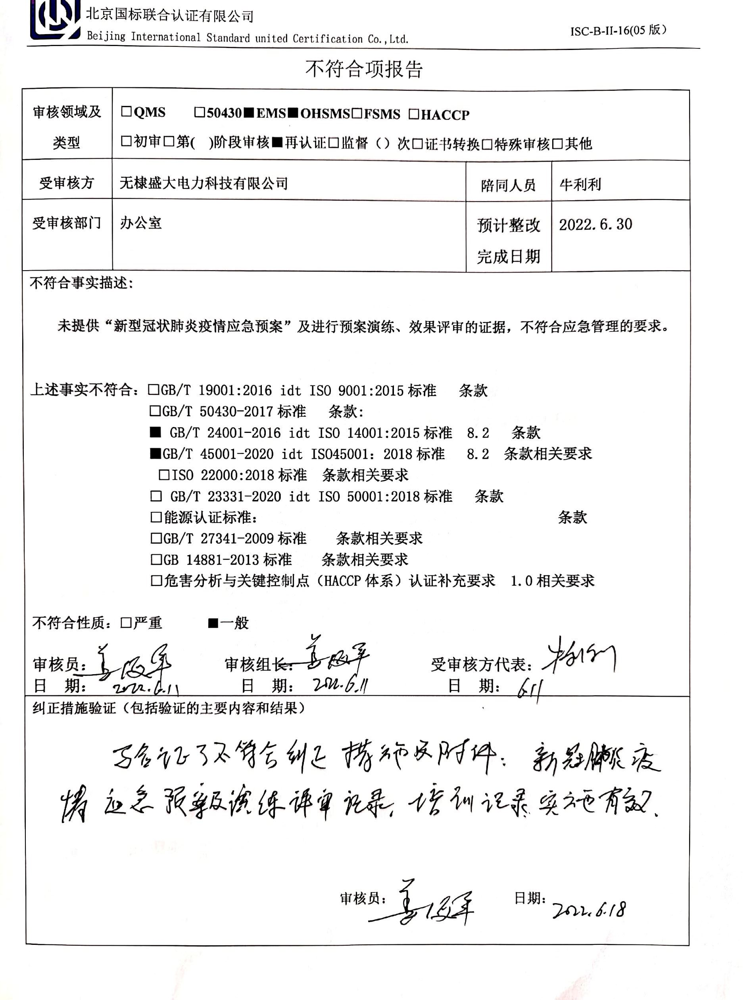 北京国标联合认证有限公司
Beijing International Standard united Certification Co.,Ltd.
ISC-B-II-16(05 版)
不符合项报告
审核领域及类型
□QMS □50430■EMS■OHSMS□FSMS □HACCP
□初审□第( )阶段审核■再认证□监督（）次□证书转换□特殊审核□其他
受审核方 无棣盛大电力科技有限公司 陪同人员 牛利利
受审核部门 办公室 预计整改完成日期 2022.6.30
不符合事实描述：
未提供“新型冠状肺炎疫情应急预案”及进行预案演练、效果评审的证据，不符合应急管理的要求。
上述事实不符合：□GB/T 19001:2016 idt ISO 9001:2015 标准 条款
□GB/T 50430-2017 标准 条款：
■ GB/T 24001-2016 idt ISO 14001:2015 标准 8.2 条款
■GB/T 45001-2020 idt ISO45001：2018 标准 8.2 条款相关要求
□ISO 22000:2018 标准 条款相关要求
□ GB/T 23331-2020 idt ISO 50001:2018 标准 条款
□能源认证标准： 条款
□GB/T 27341-2009 标准 条款相关要求
□GB 14881-2013 标准 条款相关要求
□危害分析与关键控制点（HACCP 体系）认证补充要求 1.0 相关要求
不符合性质：□严重 ■一般
审核员： 审核组长： 受审核方代表：
日 期： 2022.6.11 日 期： 2022.6.11 日 期： 6.11
纠正措施验证（包括验证的主要内容和结果）
验证了不符合纠正措施及附件：新冠肺炎疫
情应急预案及演练评审记录，培训记录，实施有效.
审核员： 日期： 2022.6.18